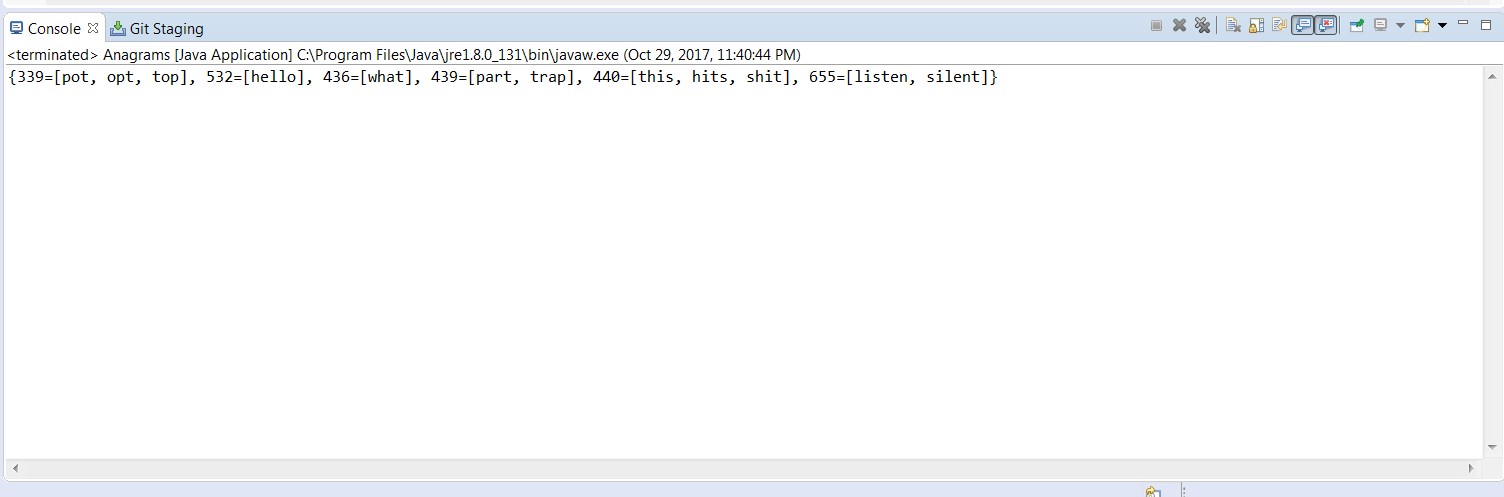 Console Git Staging
<terminated> Anagrams [Java Application] C:\Program Files\Java\jre1.8.0_131\bin\javaw.exe (Oct 29, 2017, 11:40:44 PM)
{339=[pot, opt, top], 532=[hello], 436=[what], 439=[part, trap], 440=[this, hits, shit], 655=[listen, silent]}